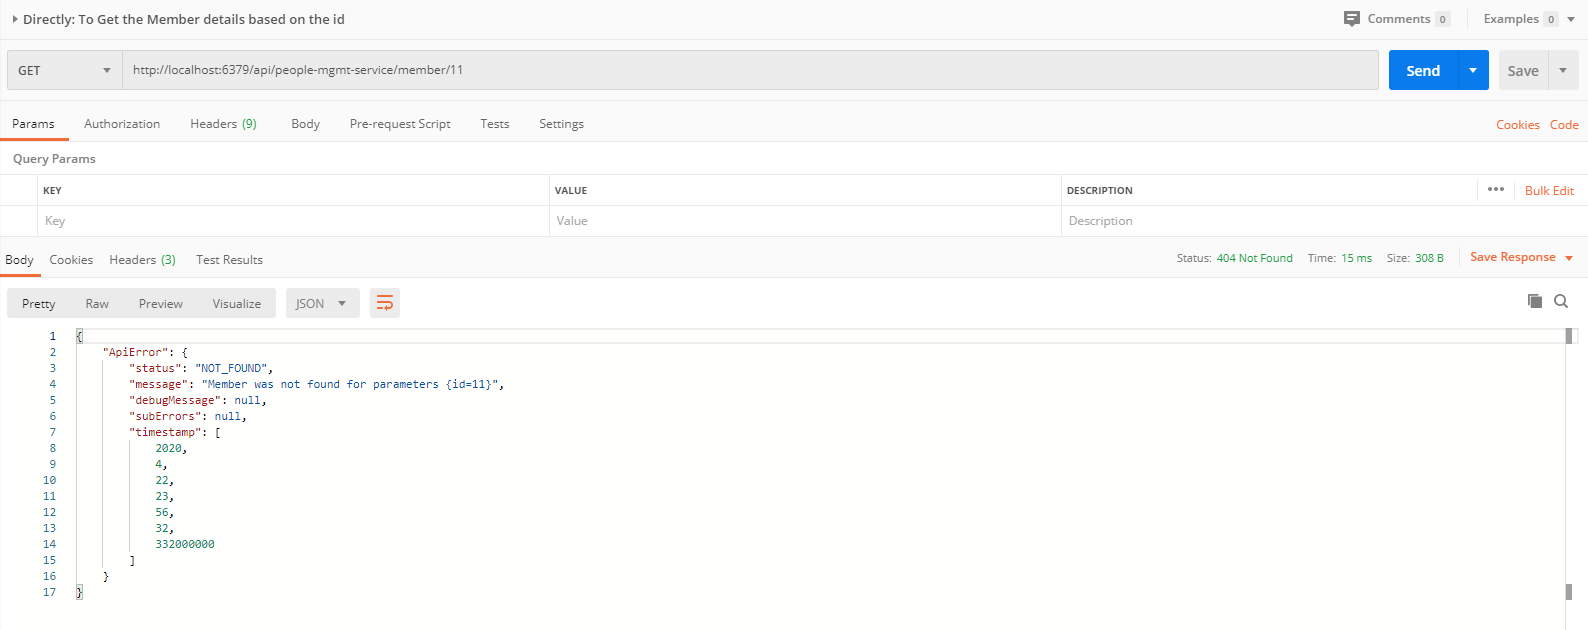 Directly: To Get the Member details based on the id Comments 0 Examples 0
GET http://localhost:6379/api/people-mgmt-service/member/11 Send Save
Params Authorization Headers (9) Body Pre-request Script Tests Settings Cookies Code
Query Params
KEY VALUE DESCRIPTION ••• Bulk Edit
Key Value Description
Body Cookies Headers (3) Test Results Status: 404 Not Found Time: 15 ms Size: 308 B Save Response
Pretty Raw Preview Visualize JSON
1 {
2 "ApiError": {
3 "status": "NOT_FOUND",
4 "message": "Member was not found for parameters {id=11}",
5 "debugMessage": null,
6 "subErrors": null,
7 "timestamp": [
8 2020,
9 4,
10 22,
11 23,
12 56,
13 32,
14 332000000
15 ]
16 }
17 }